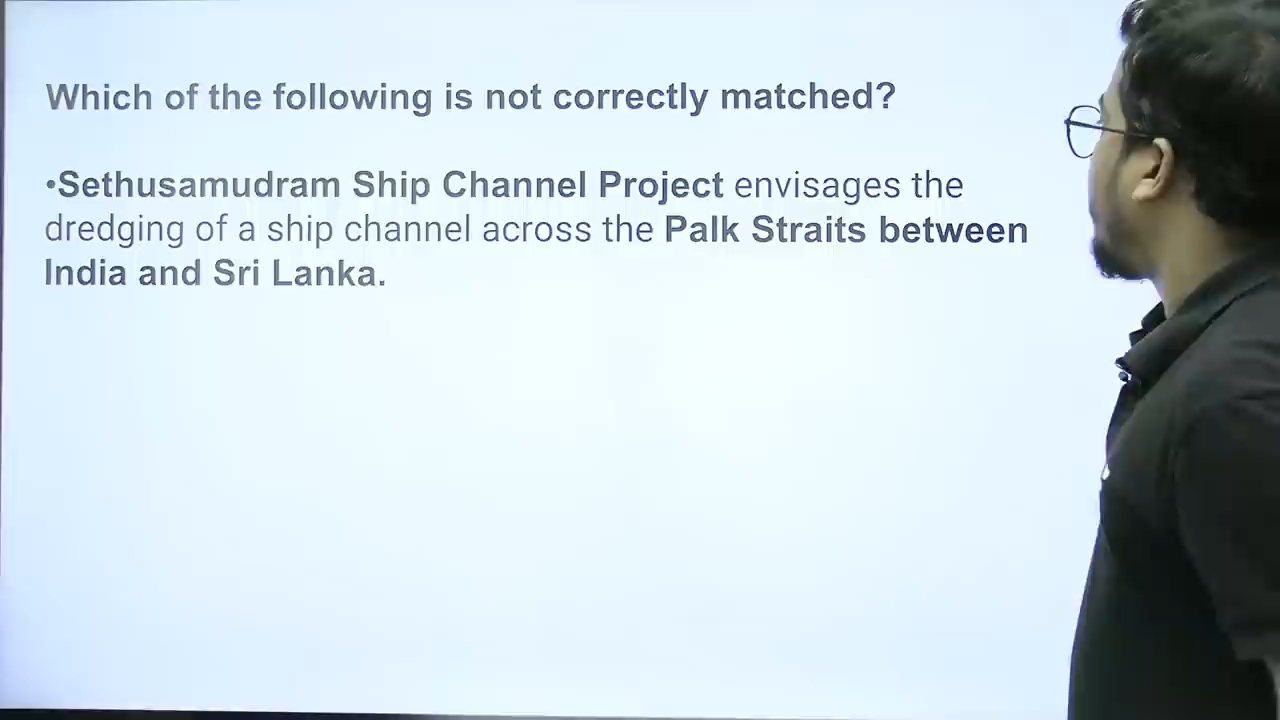 Which of the following is not correctly matched?
•Sethusamudram Ship Channel Project envisages the
dredging of a ship channel across the Palk Straits between
India and Sri Lanka.